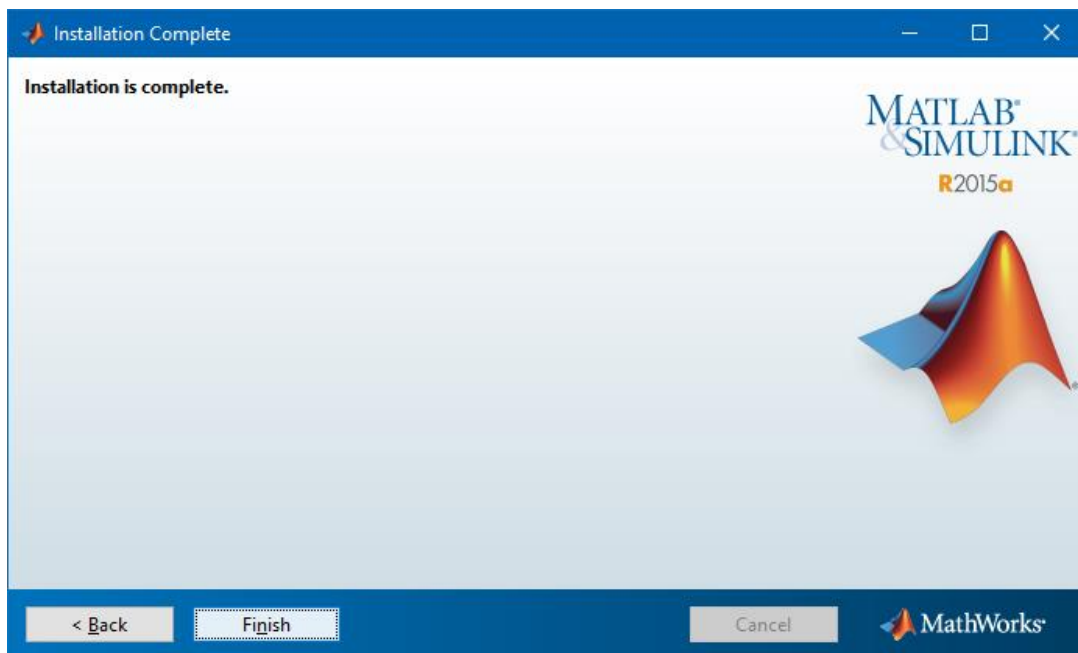 Installation Complete
Installation is complete.
MATLAB®
&SIMULINK®
R2015a
®
< Back
Finish
Cancel
MathWorks®